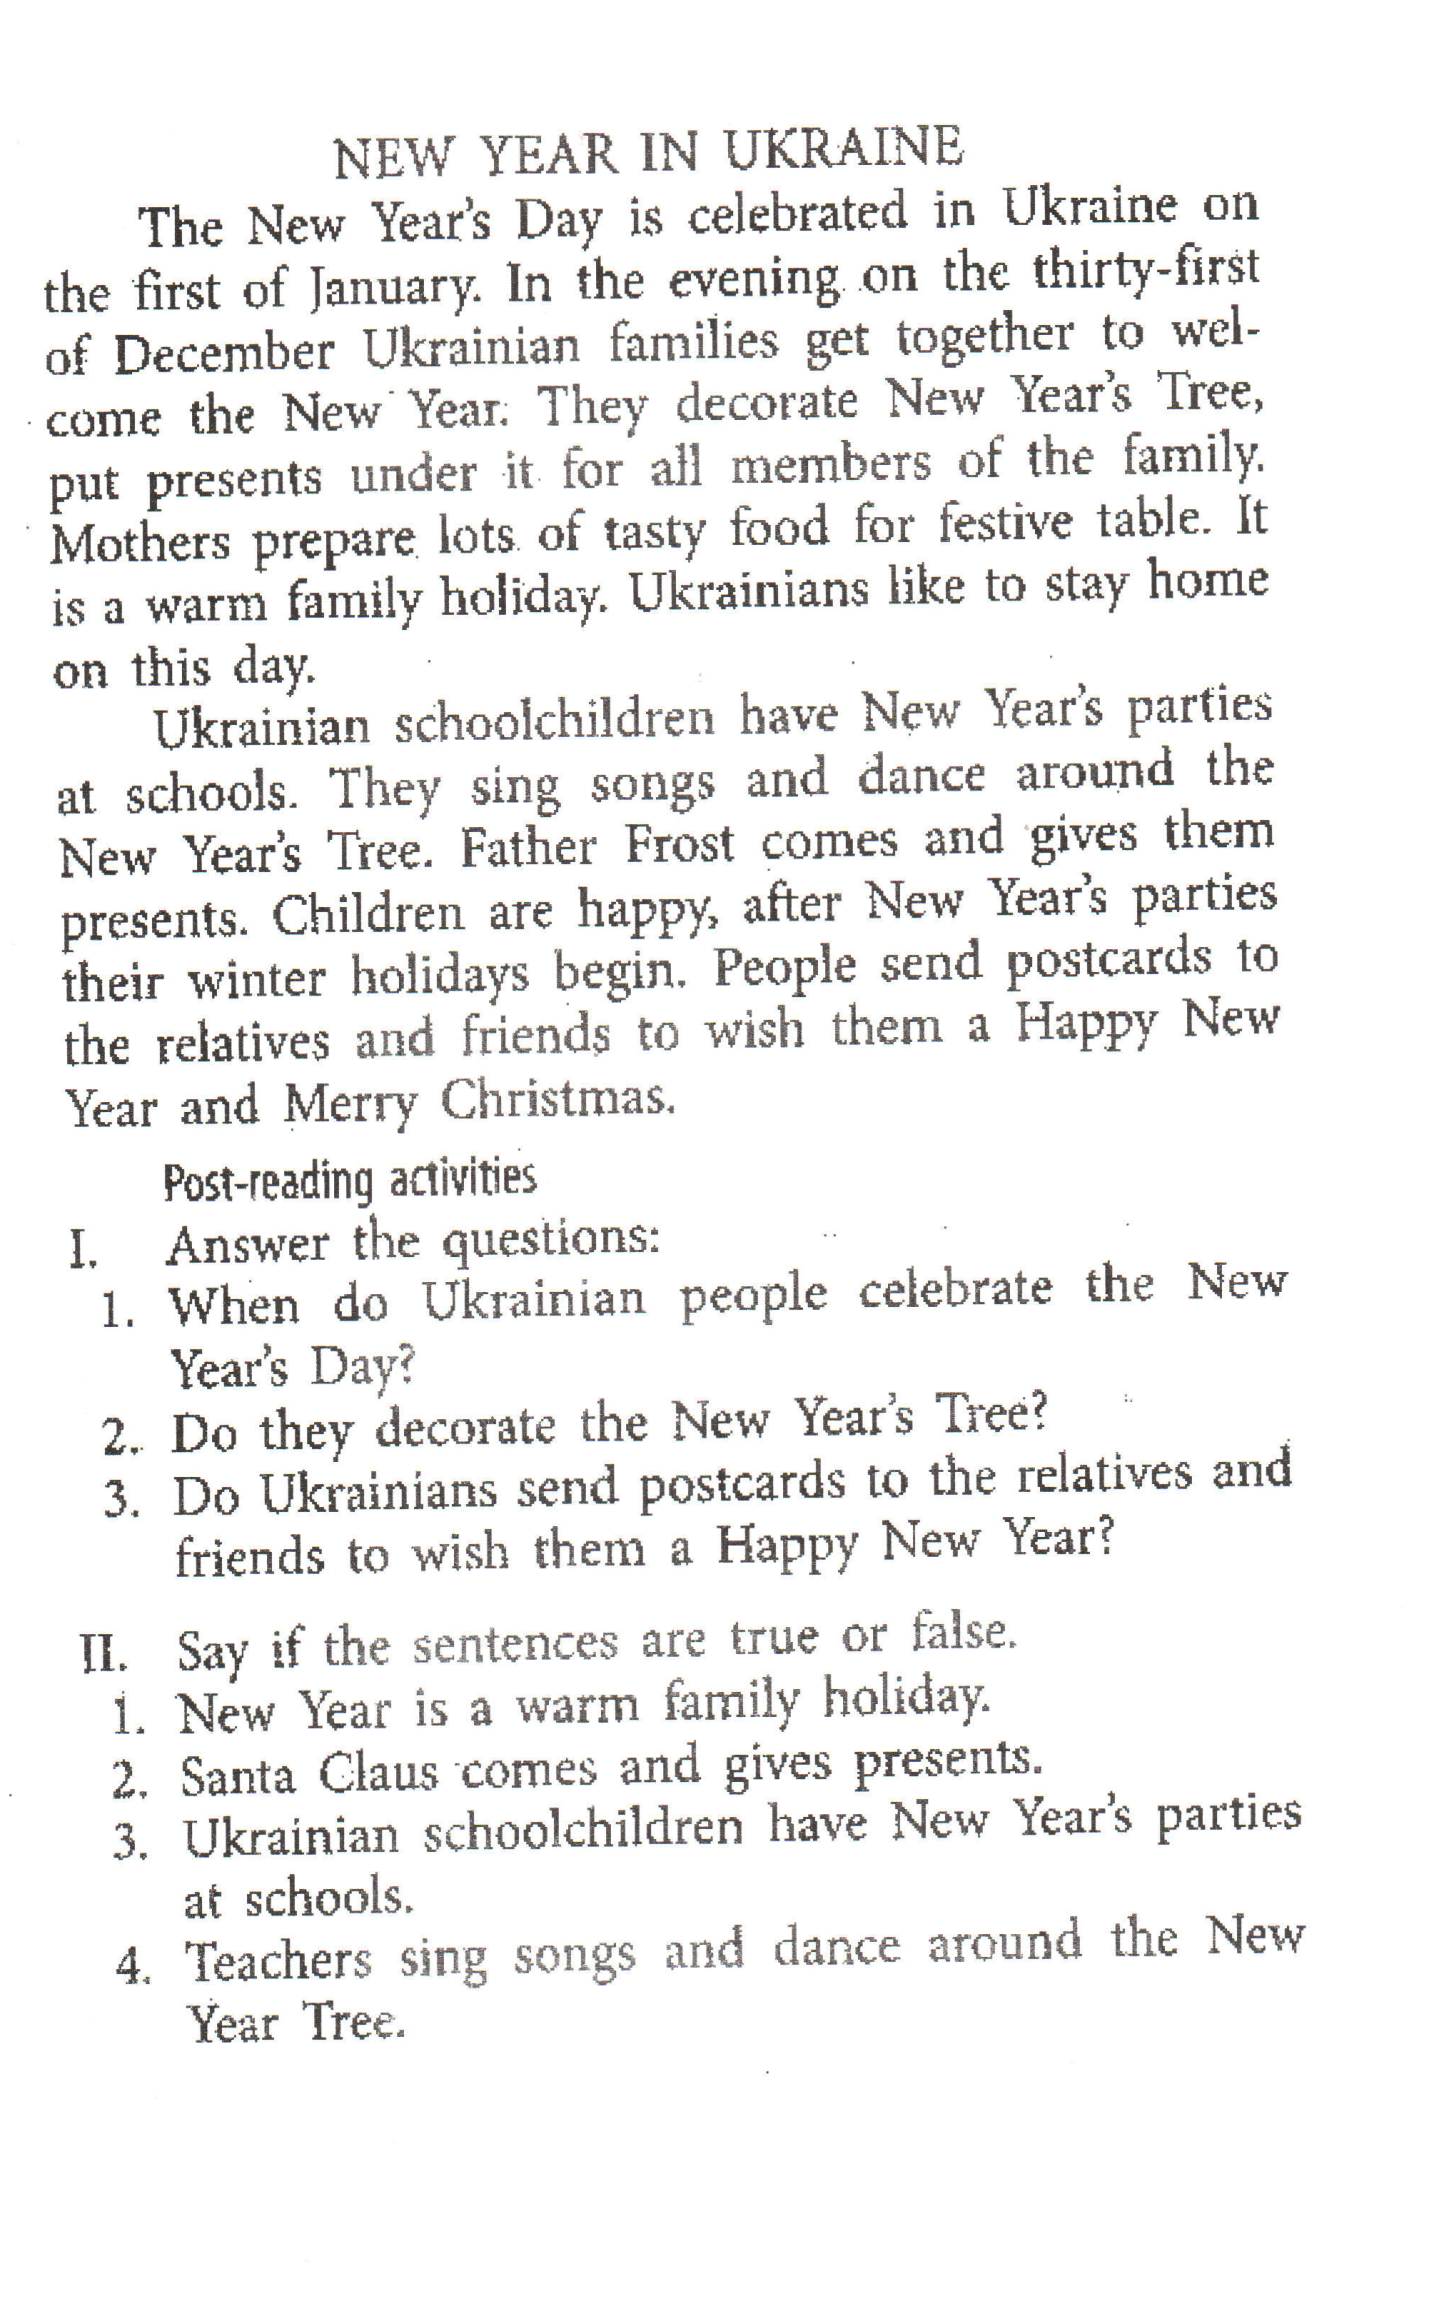 NEW YEAR IN UKRAINE
The New Year's Day is celebrated in Ukraine on
the first of January. In the evening on the thirty-first
of December Ukrainian families get together to wel-
come the New Year. They decorate New Year's Tree,
put presents under it for all members of the family.
Mothers prepare lots of tasty food for festive table. It
is a warm family holiday. Ukrainians like to stay home
on this day.
Ukrainian schoolchildren have New Year's parties
at schools. They sing songs and dance around the
New Year's Tree. Father Frost comes and gives them
presents. Children are happy, after New Year's parties
their winter holidays begin. People send postcards to
the relatives and friends to wish them a Happy New
Year and Merry Christmas.
Post-reading activities
I. Answer the questions:
1. When do Ukrainian people celebrate the New
Year's Day?
2. Do they decorate the New Year's Tree?
3. Do Ukrainians send postcards to the relatives and
friends to wish them a Happy New Year?
II. Say if the sentences are true or false.
1. New Year is a warm family holiday.
2. Santa Claus comes and gives presents.
3. Ukrainian schoolchildren have New Year's parties
at schools.
4. Teachers sing songs and dance around the New
Year Tree.